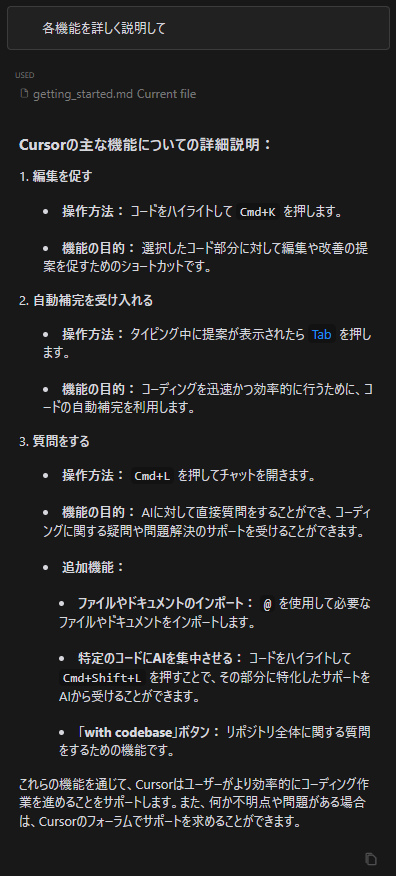 各機能を詳しく説明して
USED
getting_started.md Current file
Cursorの主な機能についての詳細説明：
1. 編集を促す
• 操作方法： コードをハイライトして Cmd+K を押します。
• 機能の目的： 選択したコード部分に対して編集や改善の提
案を促すためのショートカットです。
2. 自動補完を受け入れる
• 操作方法： タイピング中に提案が表示されたら Tab を押し
ます。
• 機能の目的： コーディングを迅速かつ効率的に行うために、コ
ードの自動補完を利用します。
3. 質問をする
• 操作方法： Cmd+L を押してチャットを開きます。
• 機能の目的： AIに対して直接質問をすることができ、コーディ
ングに関する疑問や問題解決のサポートを受けることができます。
• 追加機能：
• ファイルやドキュメントのインポート： @ を使用して必要な
ファイルやドキュメントをインポートします。
• 特定のコードにAIを集中させる： コードをハイライトして
Cmd+Shift+L を押すことで、その部分に特化したサポートを
AIから受けることができます。
• 「with codebase」ボタン： リポジトリ全体に関する質問
をするための機能です。
これらの機能を通じて、Cursorはユーザーがより効率的にコーディング作
業を進めることをサポートします。また、何か不明点や問題がある場合
は、Cursorのフォーラムでサポートを求めることができます。